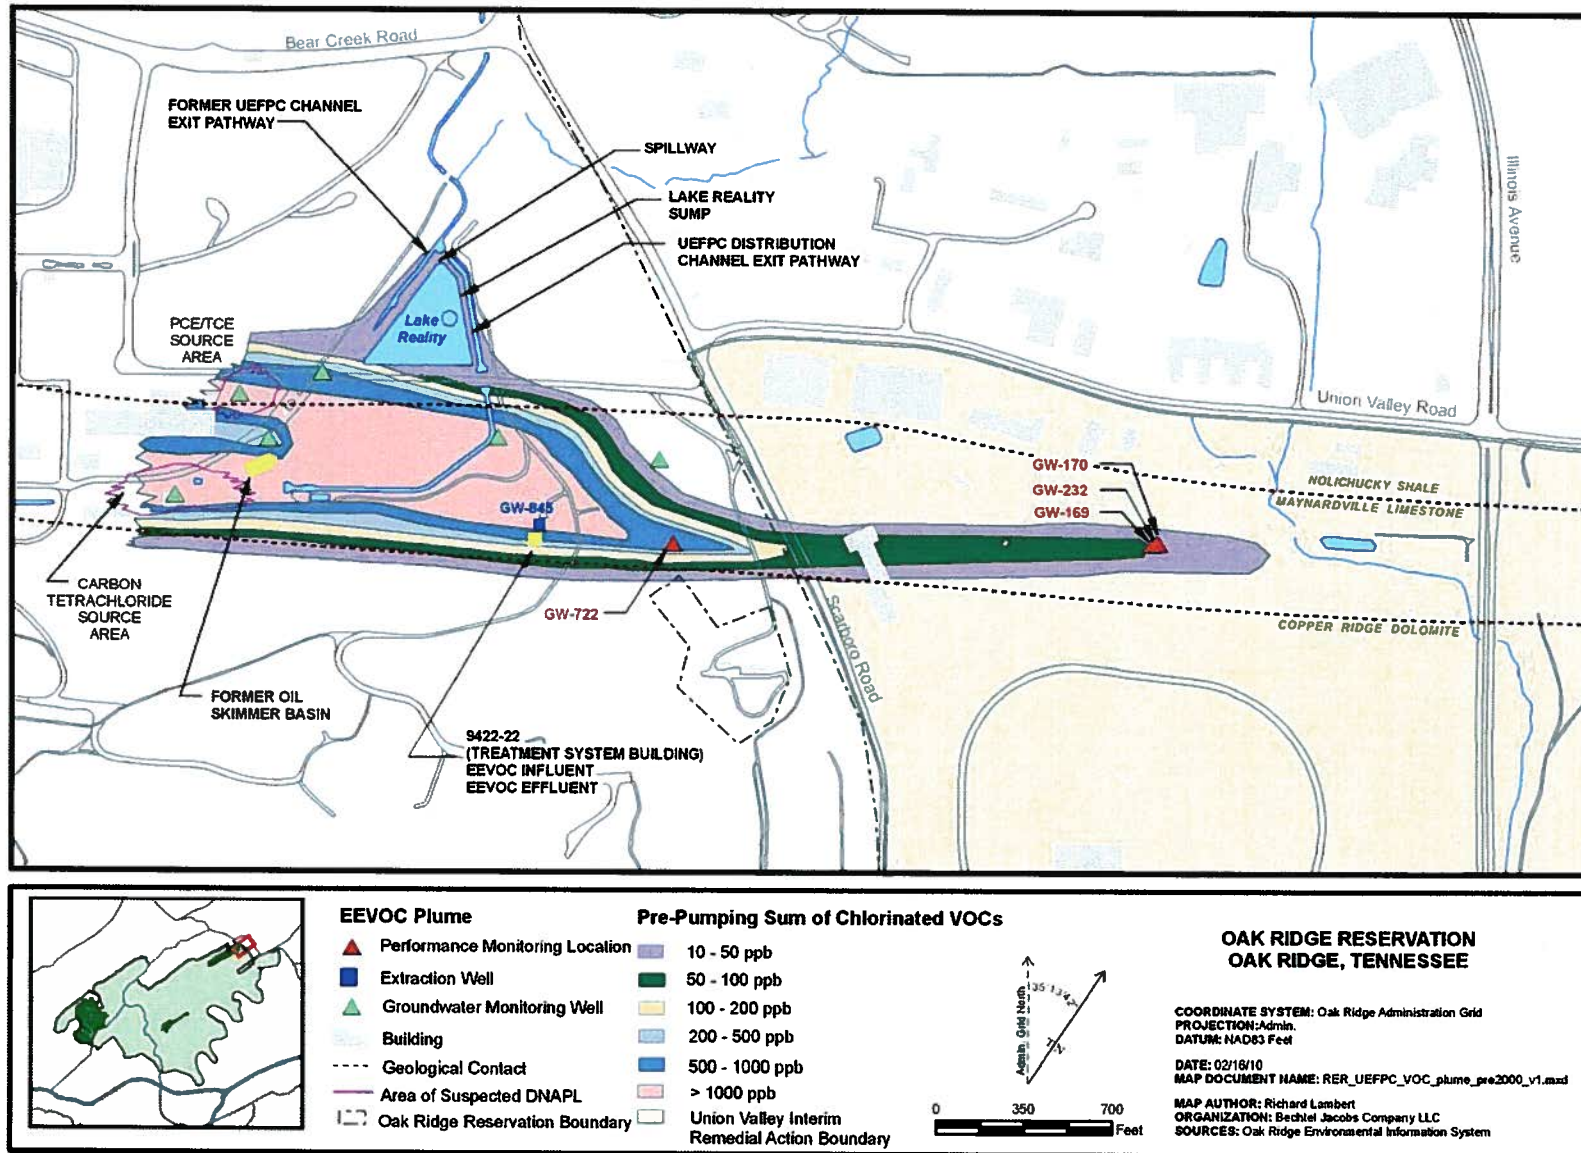 Bear Creek Road
FORMER UEFPC CHANNEL
EXIT PATHWAY
SPILLWAY
LAKE REALITY
SUMP
UEFPC DISTRIBUTION
CHANNEL EXIT PATHWAY
Illinois Avenue
PCE/TCE
SOURCE
AREA
Lake
Reality
Union Valley Road
GW-170
GW-232
GW-169
NOLICHUCKY SHALE
MAYNARDVILLE LIMESTONE
GW-845
CARBON
TETRACHLORIDE
SOURCE
AREA
GW-722
Scarboro Road
COPPER RIDGE DOLOMITE
FORMER OIL
SKIMMER BASIN
9422-22
(TREATMENT SYSTEM BUILDING)
EEVOC INFLUENT
EEVOC EFFLUENT
EEVOC Plume
Performance Monitoring Location
Extraction Well
Groundwater Monitoring Well
Building
Geological Contact
Area of Suspected DNAPL
Oak Ridge Reservation Boundary
Pre-Pumping Sum of Chlorinated VOCs
10 - 50 ppb
50 - 100 ppb
100 - 200 ppb
200 - 500 ppb
500 - 1000 ppb
> 1000 ppb
Union Valley Interim
Remedial Action Boundary
Admin. Grid North
35°13'42"
T.N
0 350 700
Feet
OAK RIDGE RESERVATION
OAK RIDGE, TENNESSEE
COORDINATE SYSTEM: Oak Ridge Administration Grid
PROJECTION:Admin.
DATUM: NAD83 Feet
DATE: 02/16/10
MAP DOCUMENT NAME: RER_UEFPC_VOC_plume_pre2000_v1.mxd
MAP AUTHOR: Richard Lambert
ORGANIZATION: Bechtel Jacobs Company LLC
SOURCES: Oak Ridge Environmental Information System